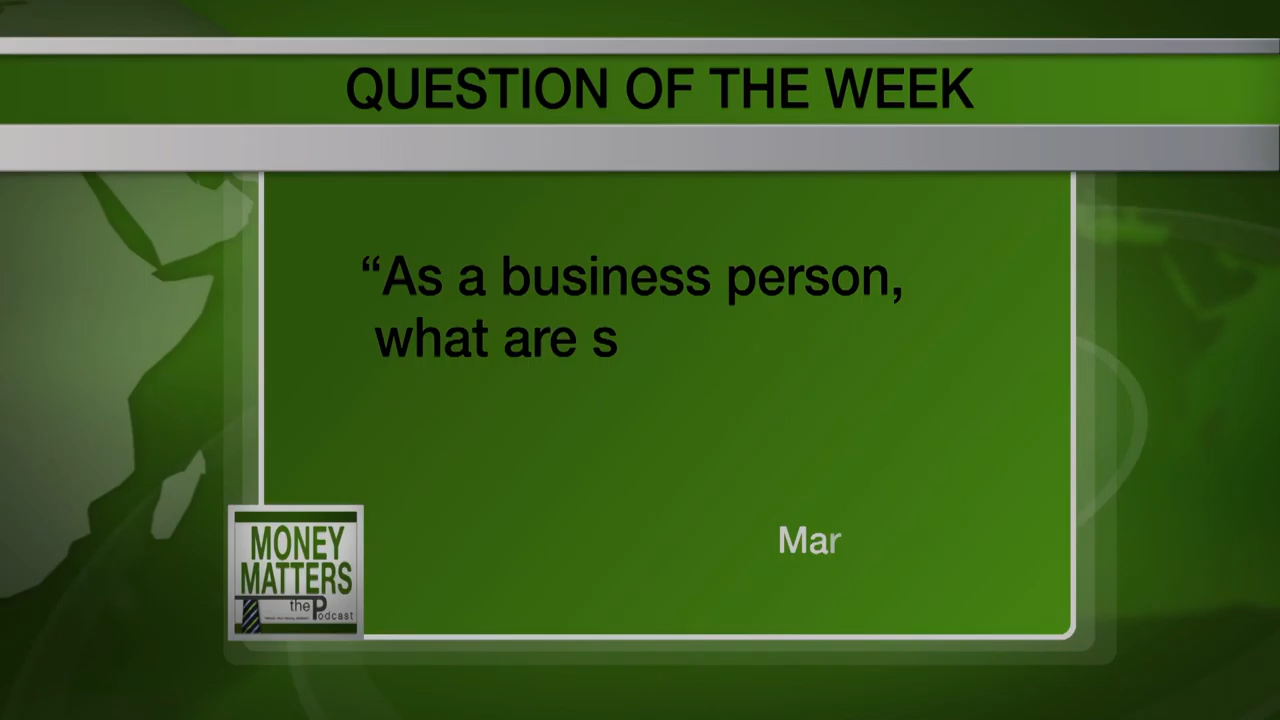 QUESTION OF THE WEEK
“As a business person,
what are s
Mar
MONEY
MATTERS
the Podcast